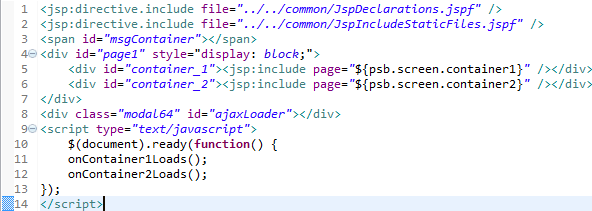 1 <jsp:directive.include file="../../common/JspDeclarations.jspf" />
2 <jsp:directive.include file="../../common/JspIncludeStaticFiles.jspf" />
3 <span id="msgContainer"></span>
4 <div id="page1" style="display: block;">
5     <div id="container_1"><jsp:include page="${psb.screen.container1}" /></div>
6     <div id="container_2"><jsp:include page="${psb.screen.container2}" /></div>
7 </div>
8 <div class="modal64" id="ajaxLoader"></div>
9 <script type="text/javascript">
10     $(document).ready(function() {
11     onContainer1Loads();
12     onContainer2Loads();
13 });
14 </script>